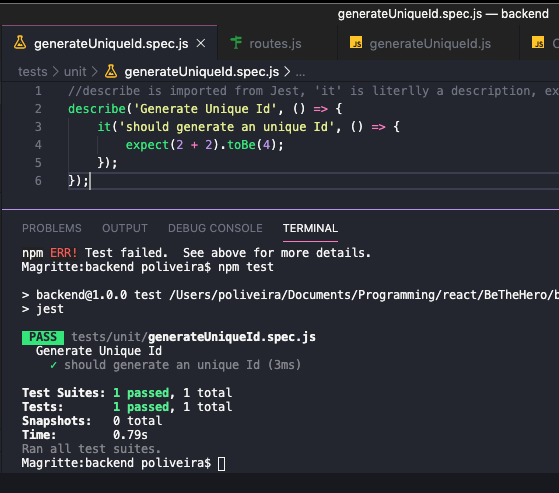 generateUniqueId.spec.js — backend
generateUniqueId.spec.js × routes.js JS generateUniqueId.js JS
tests › unit › generateUniqueId.spec.js › ...
1 //describe is imported from Jest, 'it' is literlly a description, ex
2 describe('Generate Unique Id', () => {
3 it('should generate an unique Id', () => {
4 expect(2 + 2).toBe(4);
5 });
6 });
PROBLEMS OUTPUT DEBUG CONSOLE TERMINAL
npm ERR! Test failed.  See above for more details.
Magritte:backend poliveira$ npm test
> backend@1.0.0 test /Users/poliveira/Documents/Programming/react/BeTheHero/b
> jest
PASS tests/unit/generateUniqueId.spec.js
Generate Unique Id
✓ should generate an unique Id (3ms)
Test Suites: 1 passed, 1 total
Tests: 1 passed, 1 total
Snapshots: 0 total
Time: 0.79s
Ran all test suites.
Magritte:backend poliveira$